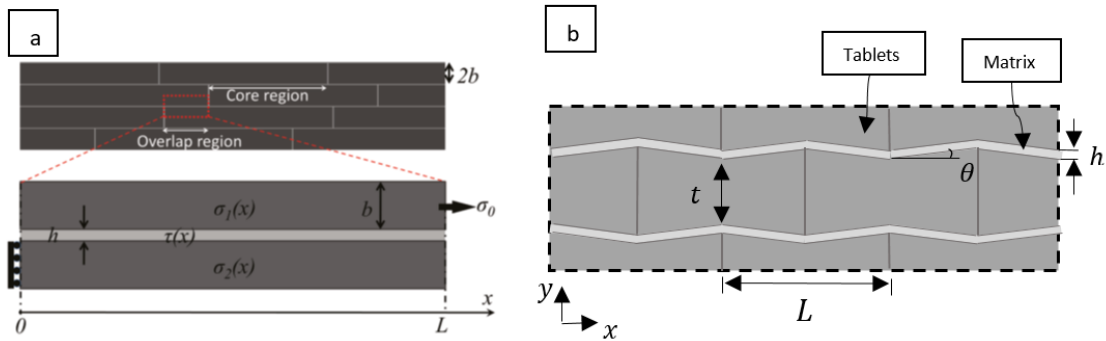 a
2b
Core region
Overlap region
σ1(x)
b
σ0
h
τ(x)
σ2(x)
x
0
L
b
Tablets
Matrix
h
θ
t
y
L
x